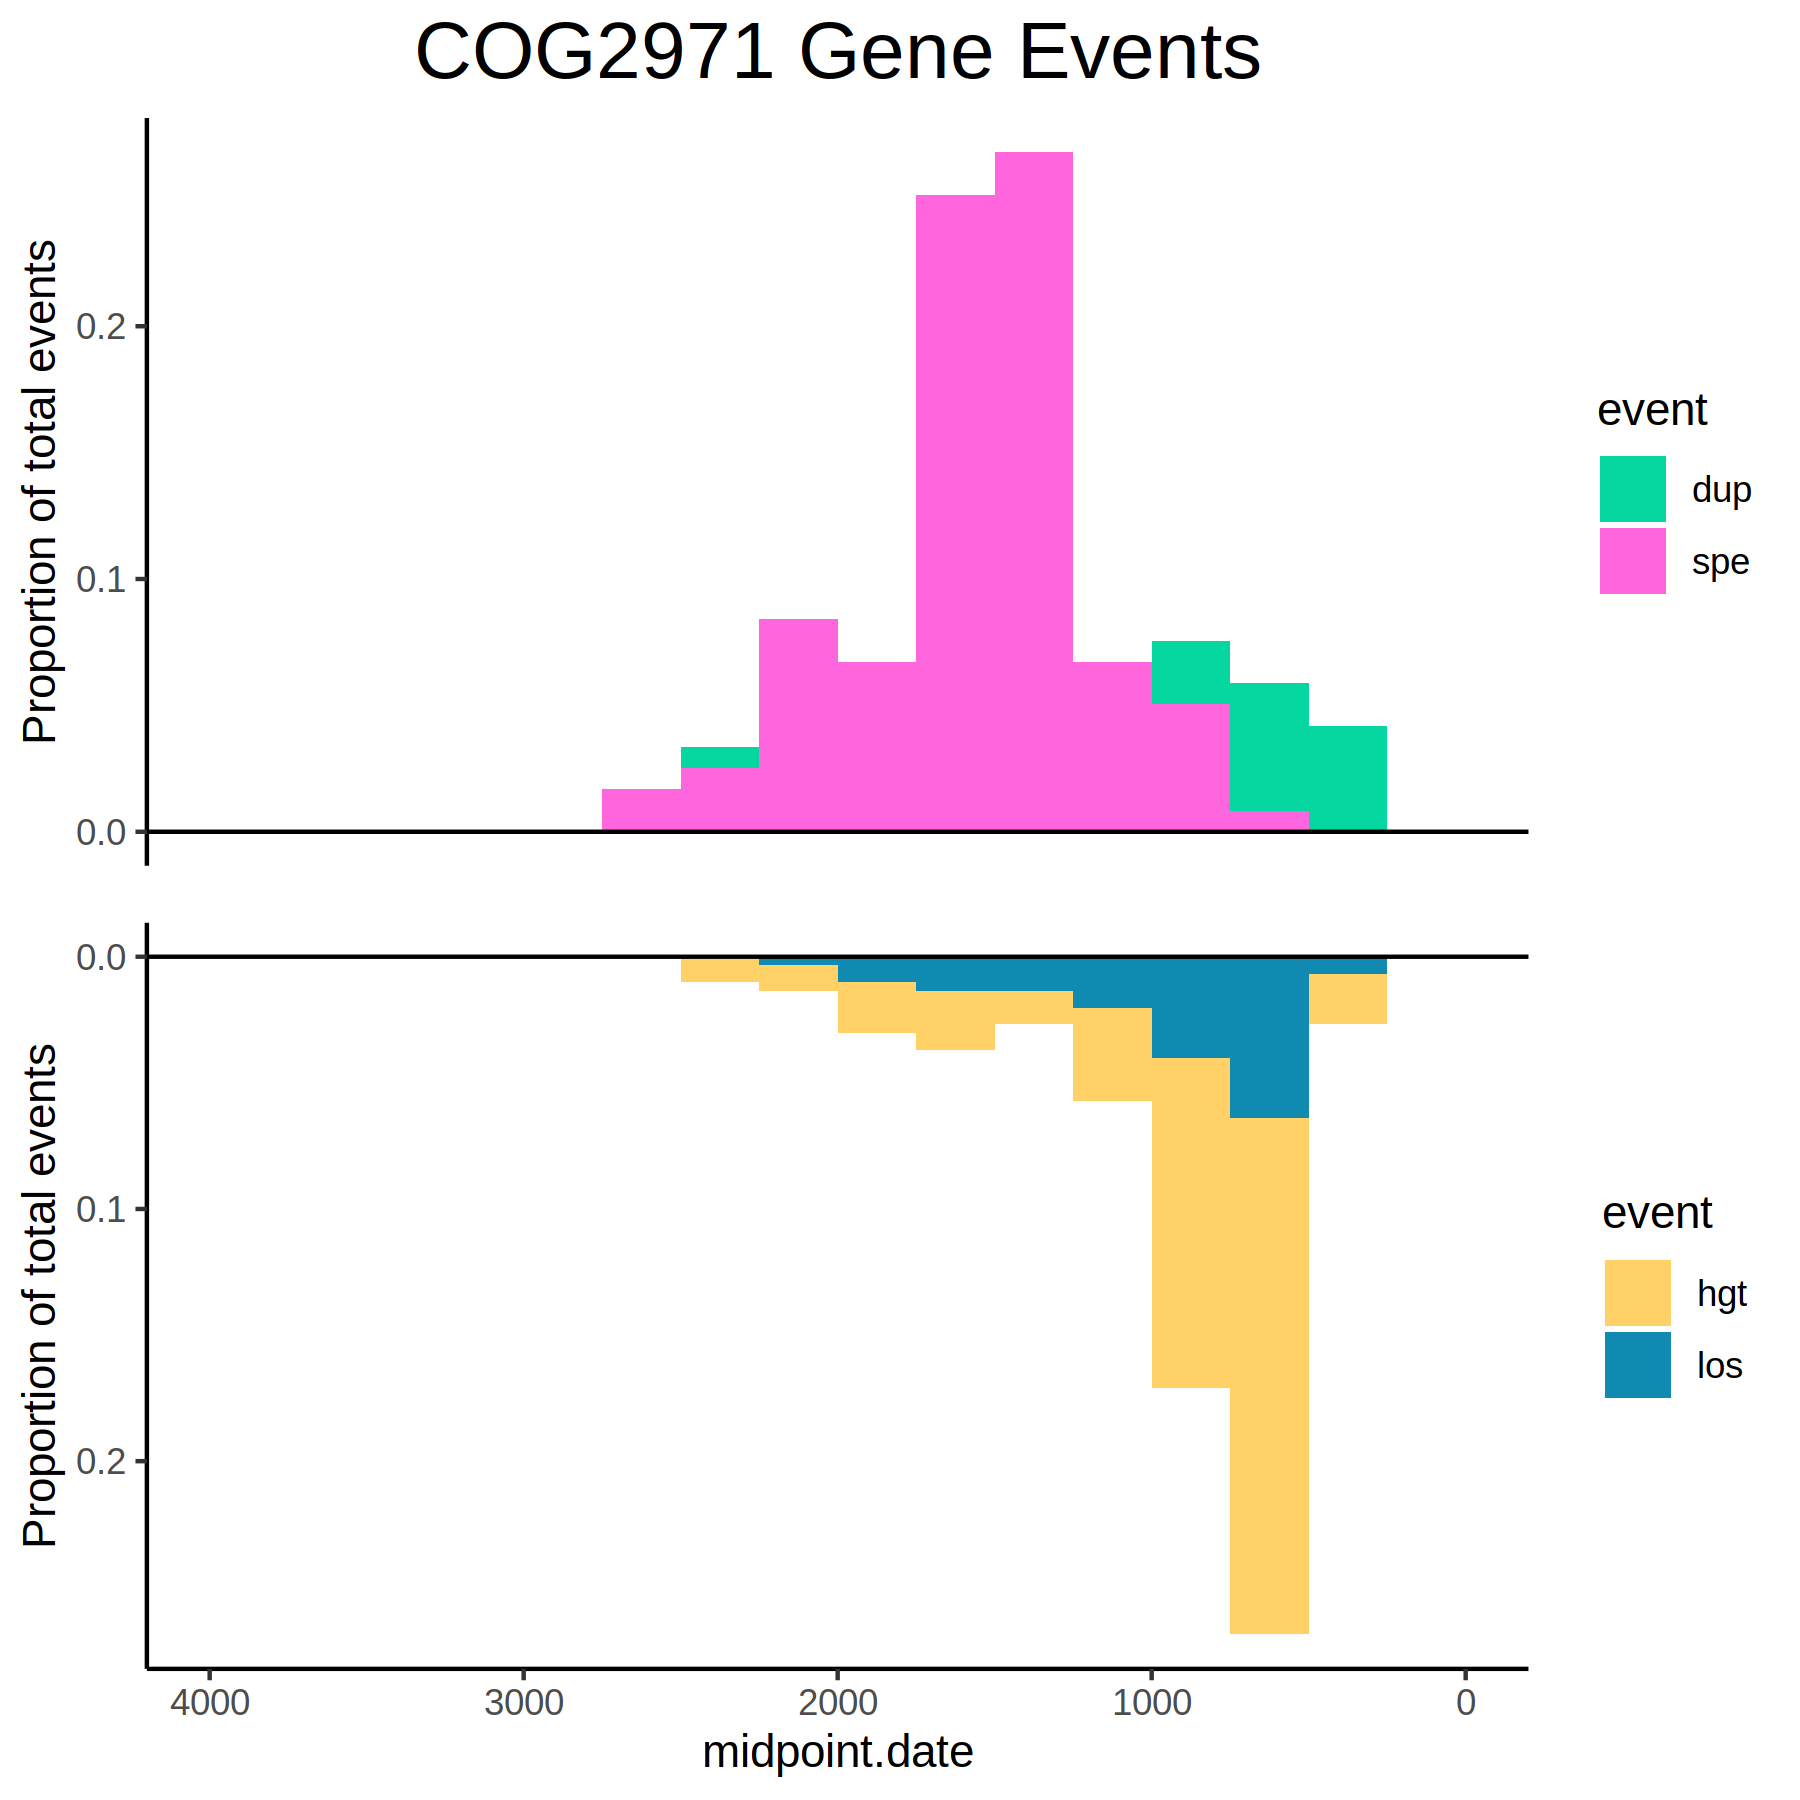 COG2971 Gene Events
Proportion of total events
0.2
0.1
0.0
event
dup
spe
Proportion of total events
0.0
0.1
0.2
event
hgt
los
4000 3000 2000 1000 0
midpoint.date